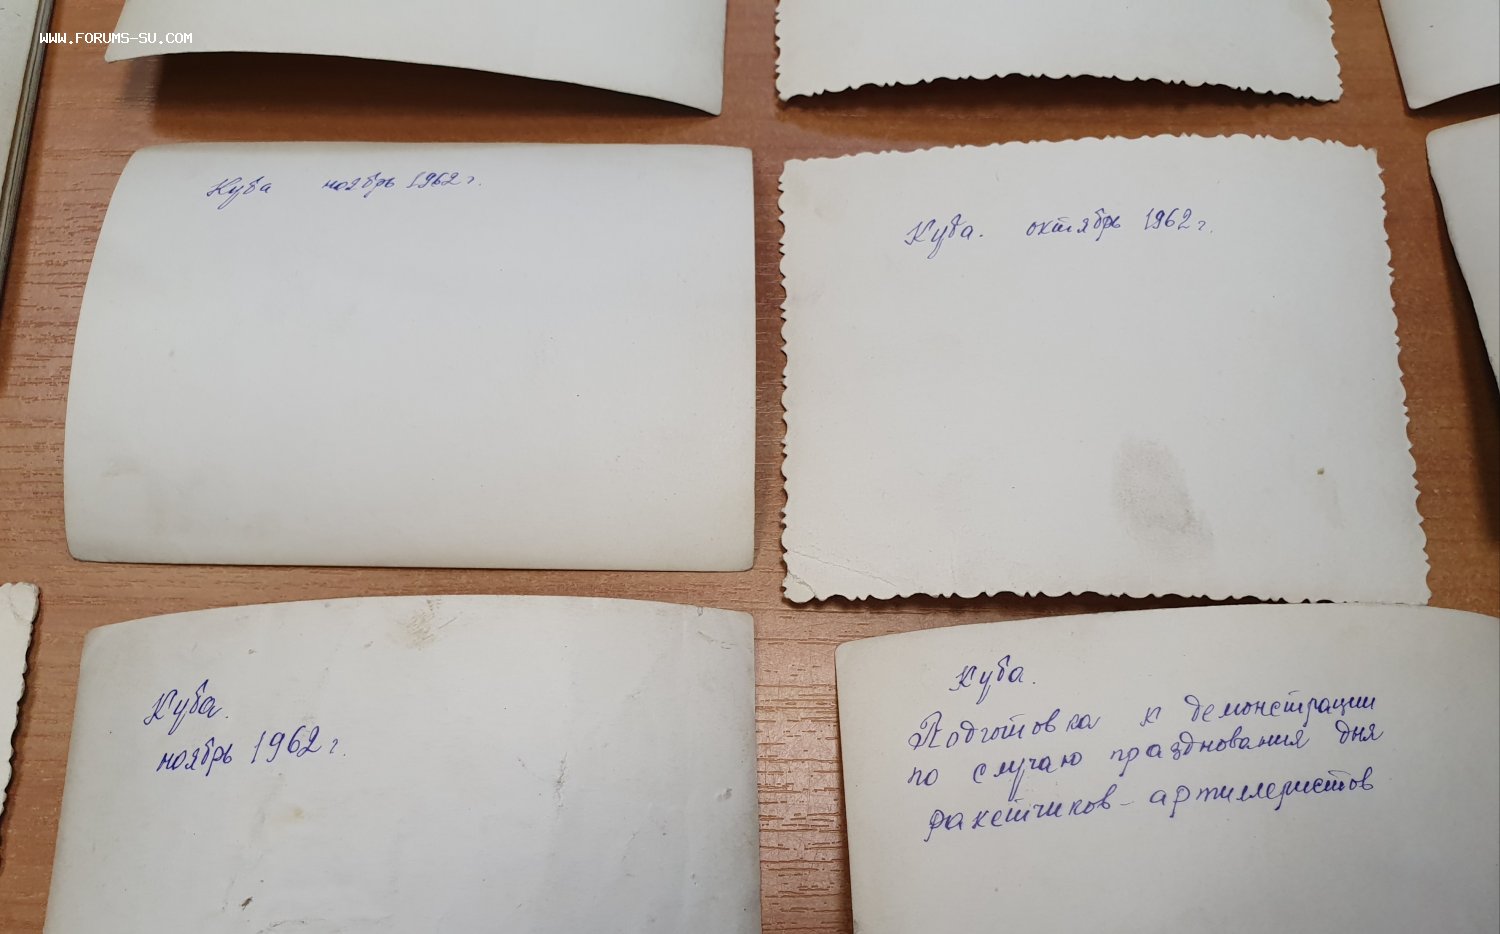 WWW.FORUMS-SU.COM
Куба ноябрь 1962 г.
Куба. октябрь 1962 г.
Куба.
ноябрь 1962 г.
Куба.
Подготовка к демонстрации
по случаю празднования дня
ракетчиков - артиллеристов